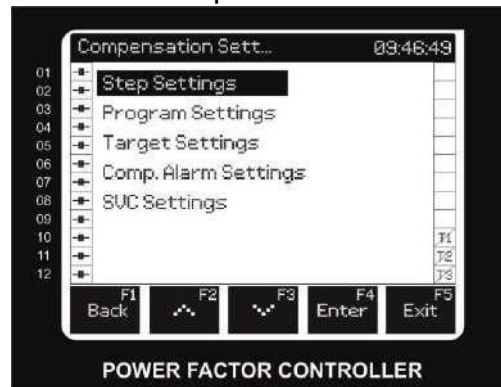 Compensation Sett... 09:46:49
01
02
03
04
05
06
07
08
09
10
11
12
Step Settings
Program Settings
Target Settings
Comp. Alarm Settings
SVC Settings
T1
T2
T3
F1 F2 F3 F4 F5
Back Enter Exit
POWER FACTOR CONTROLLER